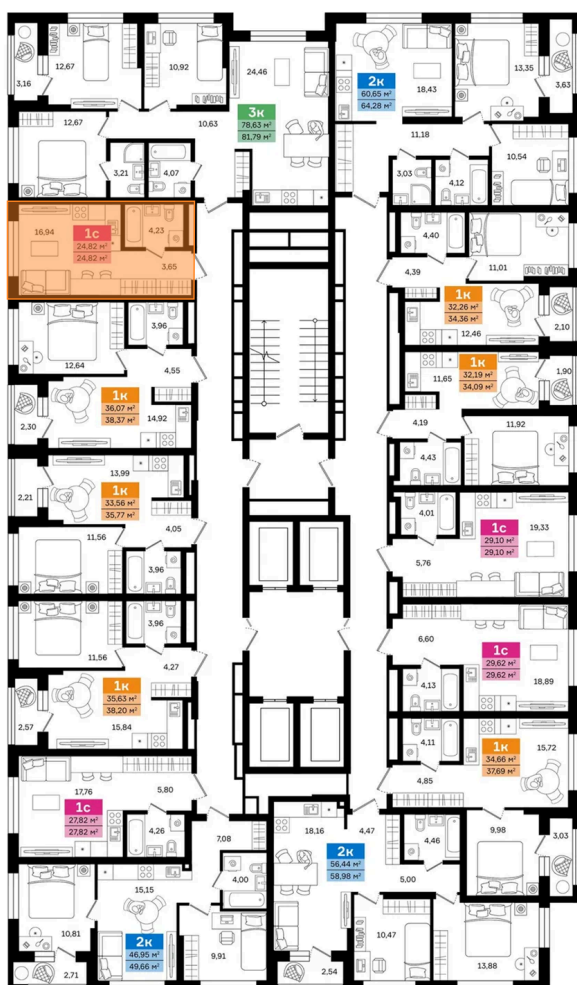 3,16
12,67
10,92
24,46
3к
78,63 м²
81,79 м²
12,67
10,63
3,21
4,07
2к
60,65 м²
64,28 м²
18,43
13,35
3,63
11,18
10,54
3,03
4,12
16,94
1с
24,82 м²
24,82 м²
4,23
3,65
4,40
4,39
11,01
1к
32,26 м²
34,36 м²
12,46
2,10
3,96
12,64
4,55
1к
36,07 м²
38,37 м²
14,92
2,30
11,65
1к
32,19 м²
34,09 м²
1,90
4,19
11,92
4,43
13,99
2,21
1к
33,56 м²
35,77 м²
4,05
11,56
3,96
4,01
1с
29,10 м²
29,10 м²
19,33
5,76
3,96
11,56
4,27
1к
35,63 м²
38,20 м²
2,57
15,84
6,60
1с
29,62 м²
29,62 м²
4,13
18,89
4,11
1к
34,66 м²
37,69 м²
15,72
4,85
17,76
5,80
1с
27,82 м²
27,82 м²
4,26
7,08
18,16
4,47
2к
56,44 м²
58,98 м²
4,46
9,98
3,03
5,00
4,00
15,15
10,81
2к
46,95 м²
49,66 м²
9,91
2,71
10,47
2,54
13,88